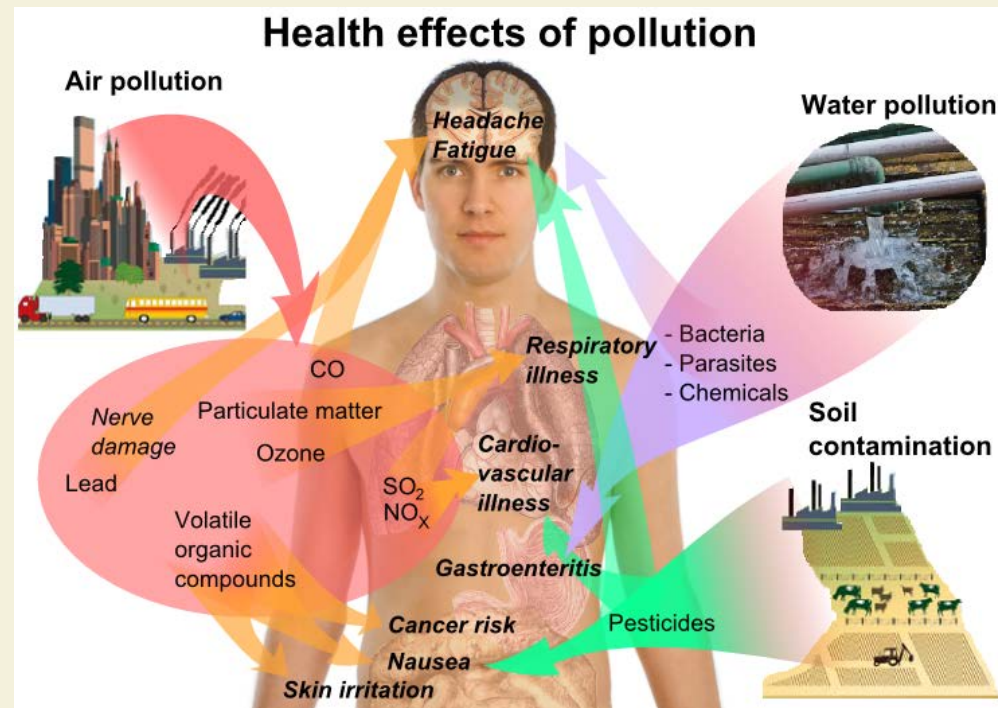 Health effects of pollution
Air pollution
Water pollution
Headache
Fatigue
- Bacteria
- Parasites
- Chemicals
Respiratory
illness
CO
Particulate matter
Nerve
damage
Ozone
Lead
Cardio-
vascular
illness
SO₂
NOₓ
Soil
contamination
Volatile
organic
compounds
Gastroenteritis
Pesticides
Cancer risk
Nausea
Skin irritation